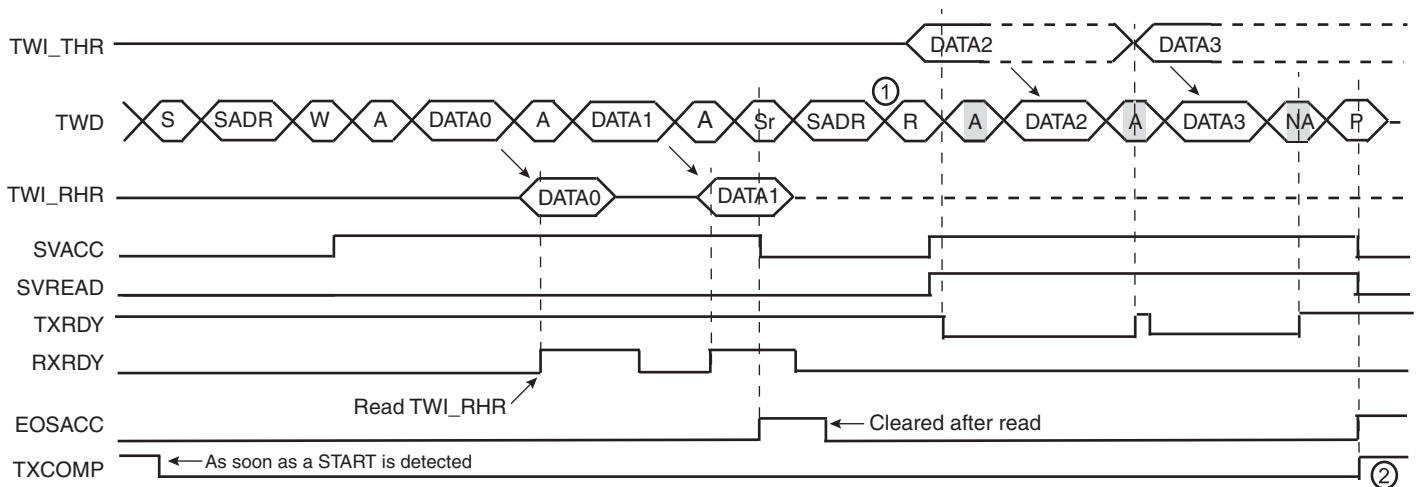 TWI_THR DATA2 DATA3
TWD S SADR W A DATA0 A DATA1 A Sr SADR 1 R A DATA2 A DATA3 NA P
TWI_RHR DATA0 DATA1
SVACC
SVREAD
TXRDY
RXRDY
Read TWI_RHR
EOSACC Cleared after read
TXCOMP As soon as a START is detected 2